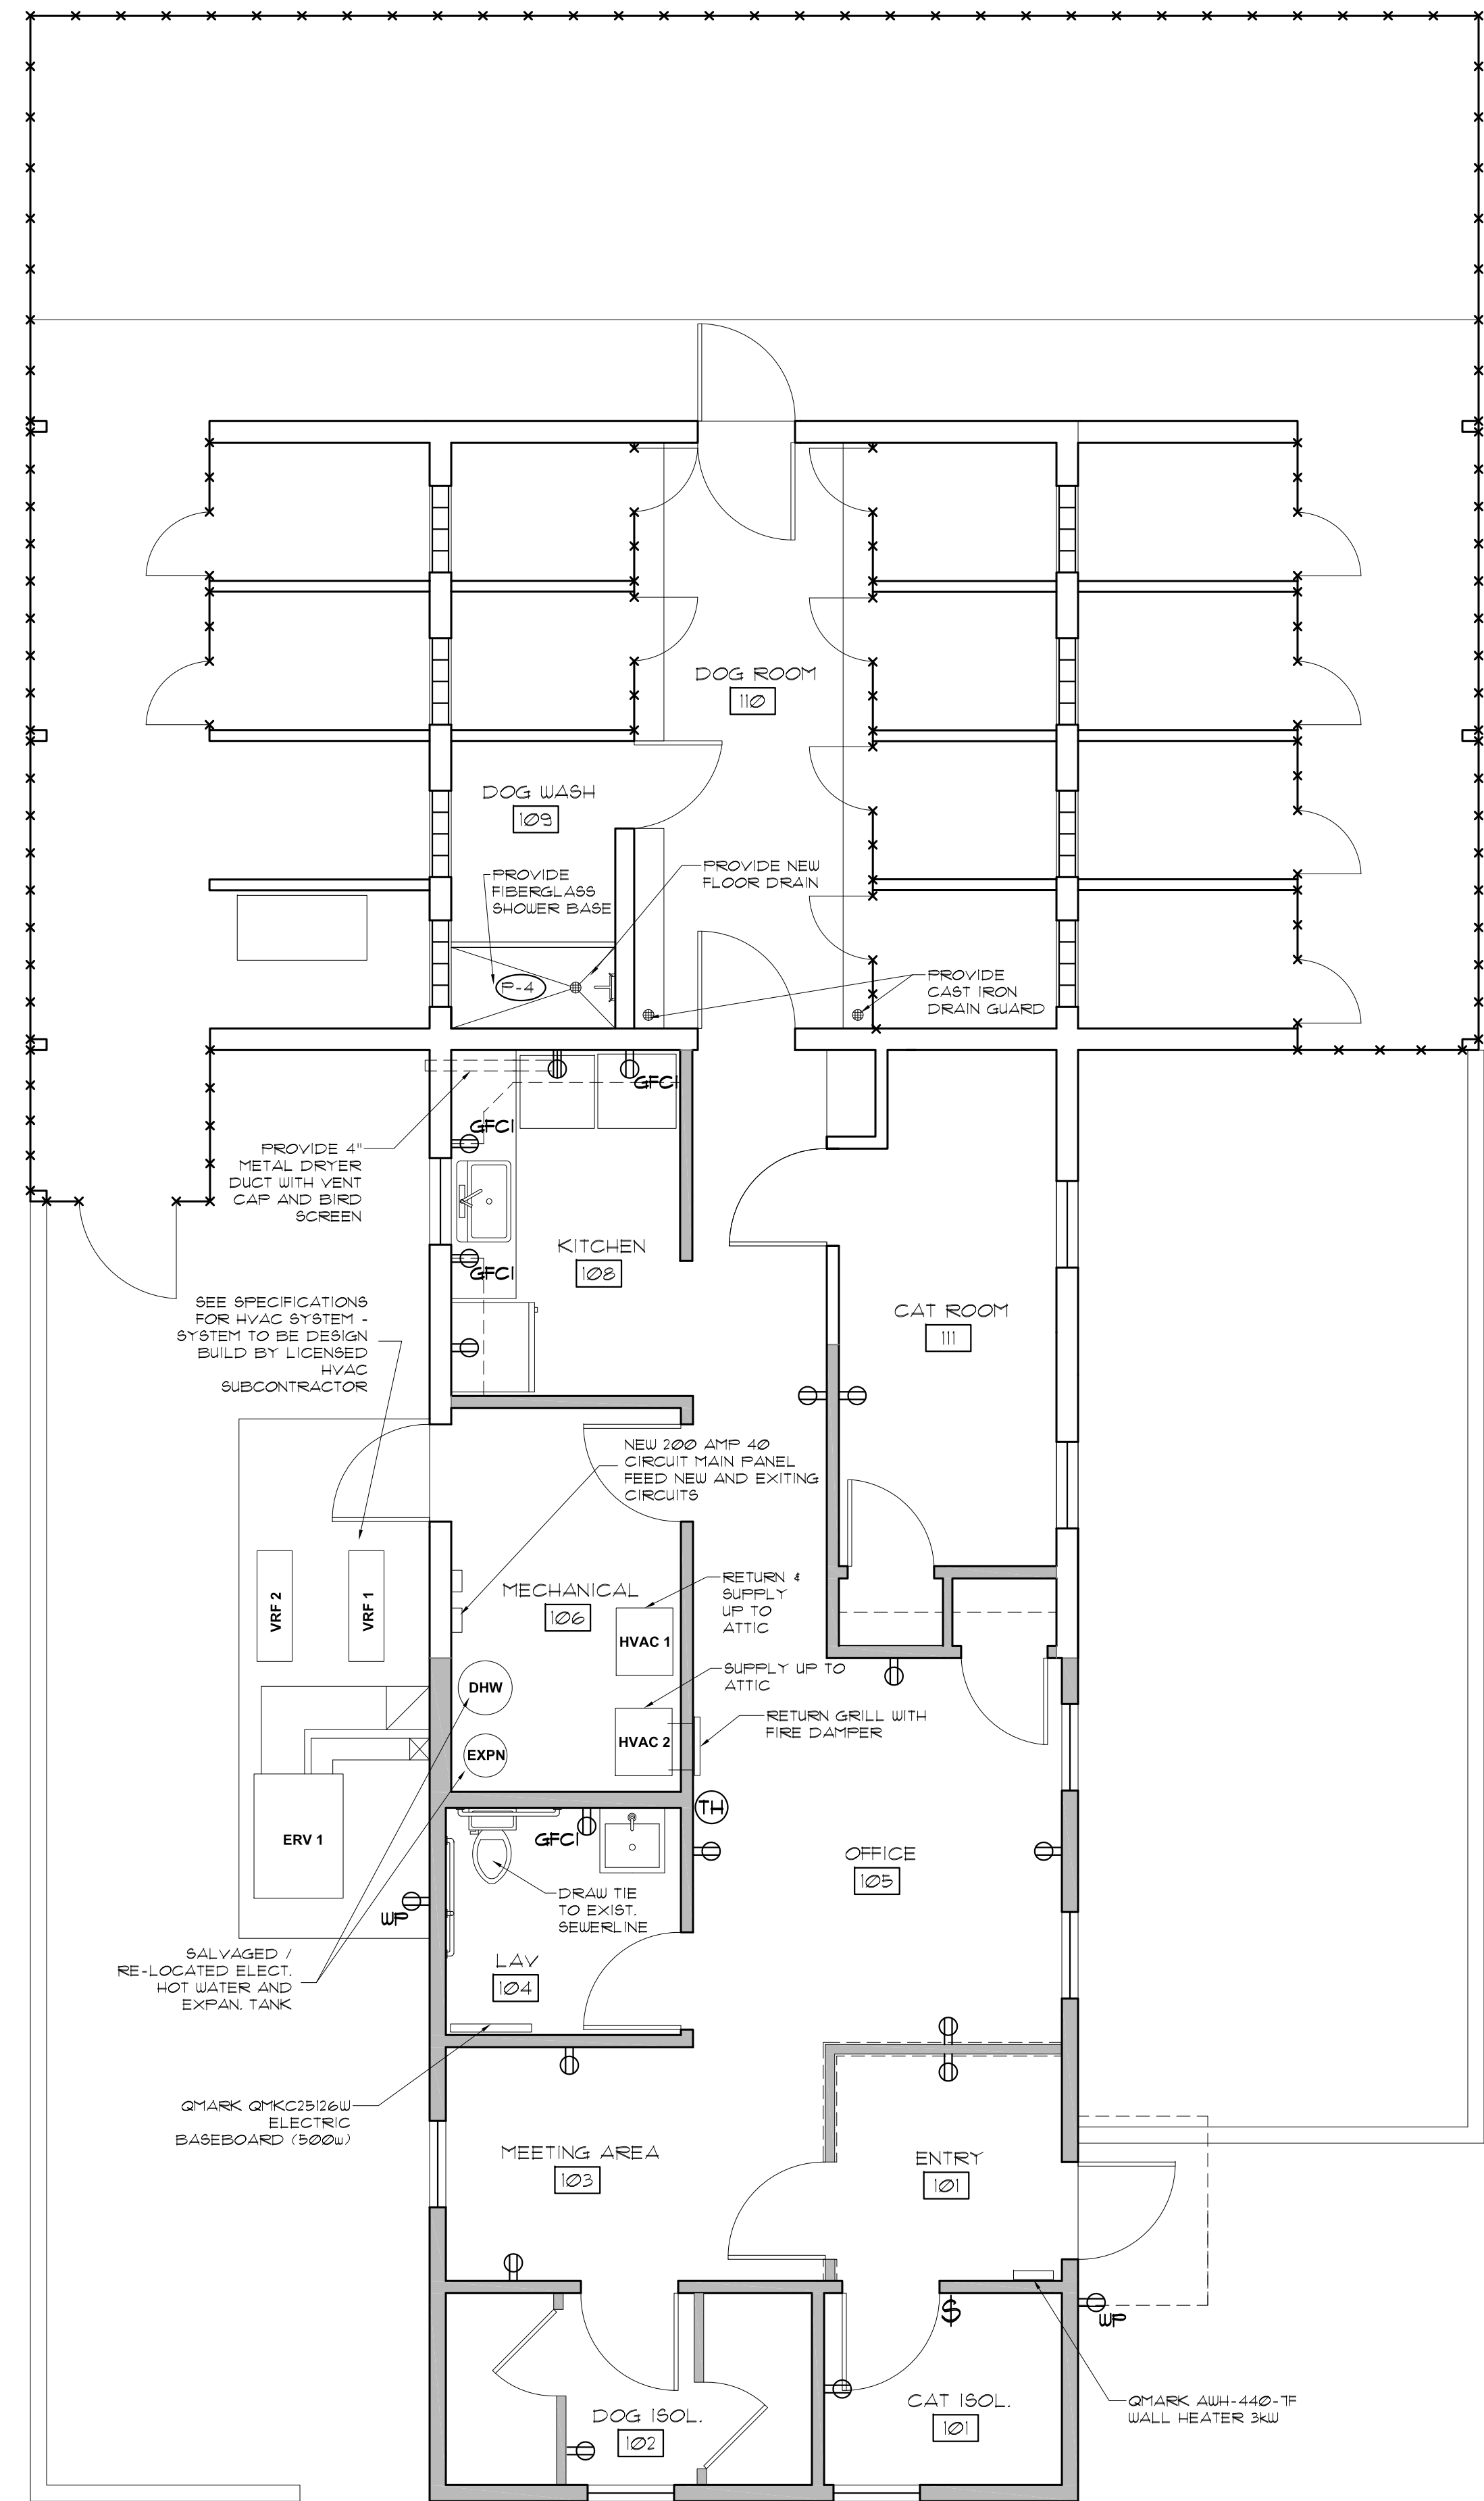 DOG ROOM
110
DOG WASH
109
PROVIDE
FIBERGLASS
SHOWER BASE
PROVIDE NEW
FLOOR DRAIN
P-4
PROVIDE
CAST IRON
DRAIN GUARD
GFCI
GFCI
PROVIDE 4"
METAL DRYER
DUCT WITH VENT
CAP AND BIRD
SCREEN
KITCHEN
108
GFCI
SEE SPECIFICATIONS
FOR HVAC SYSTEM -
SYSTEM TO BE DESIGN
BUILD BY LICENSED
HVAC
SUBCONTRACTOR
CAT ROOM
111
NEW 200 AMP 40
CIRCUIT MAIN PANEL
FEED NEW AND EXITING
CIRCUITS
VRF 2
VRF 1
MECHANICAL
106
RETURN &
SUPPLY
UP TO
ATTIC
HVAC 1
SUPPLY UP TO
ATTIC
DHW
RETURN GRILL WITH
FIRE DAMPER
HVAC 2
EXPN
TH
ERV 1
GFCI
OFFICE
105
DRAW TIE
TO EXIST.
SEWERLINE
WP
SALVAGED /
RE-LOCATED ELECT.
HOT WATER AND
EXPAN. TANK
LAV
104
QMARK QMKC25126W
ELECTRIC
BASEBOARD (500w)
MEETING AREA
103
ENTRY
101
$
WP
DOG ISOL.
102
CAT ISOL.
101
QMARK AWH-440-TF
WALL HEATER 3KW